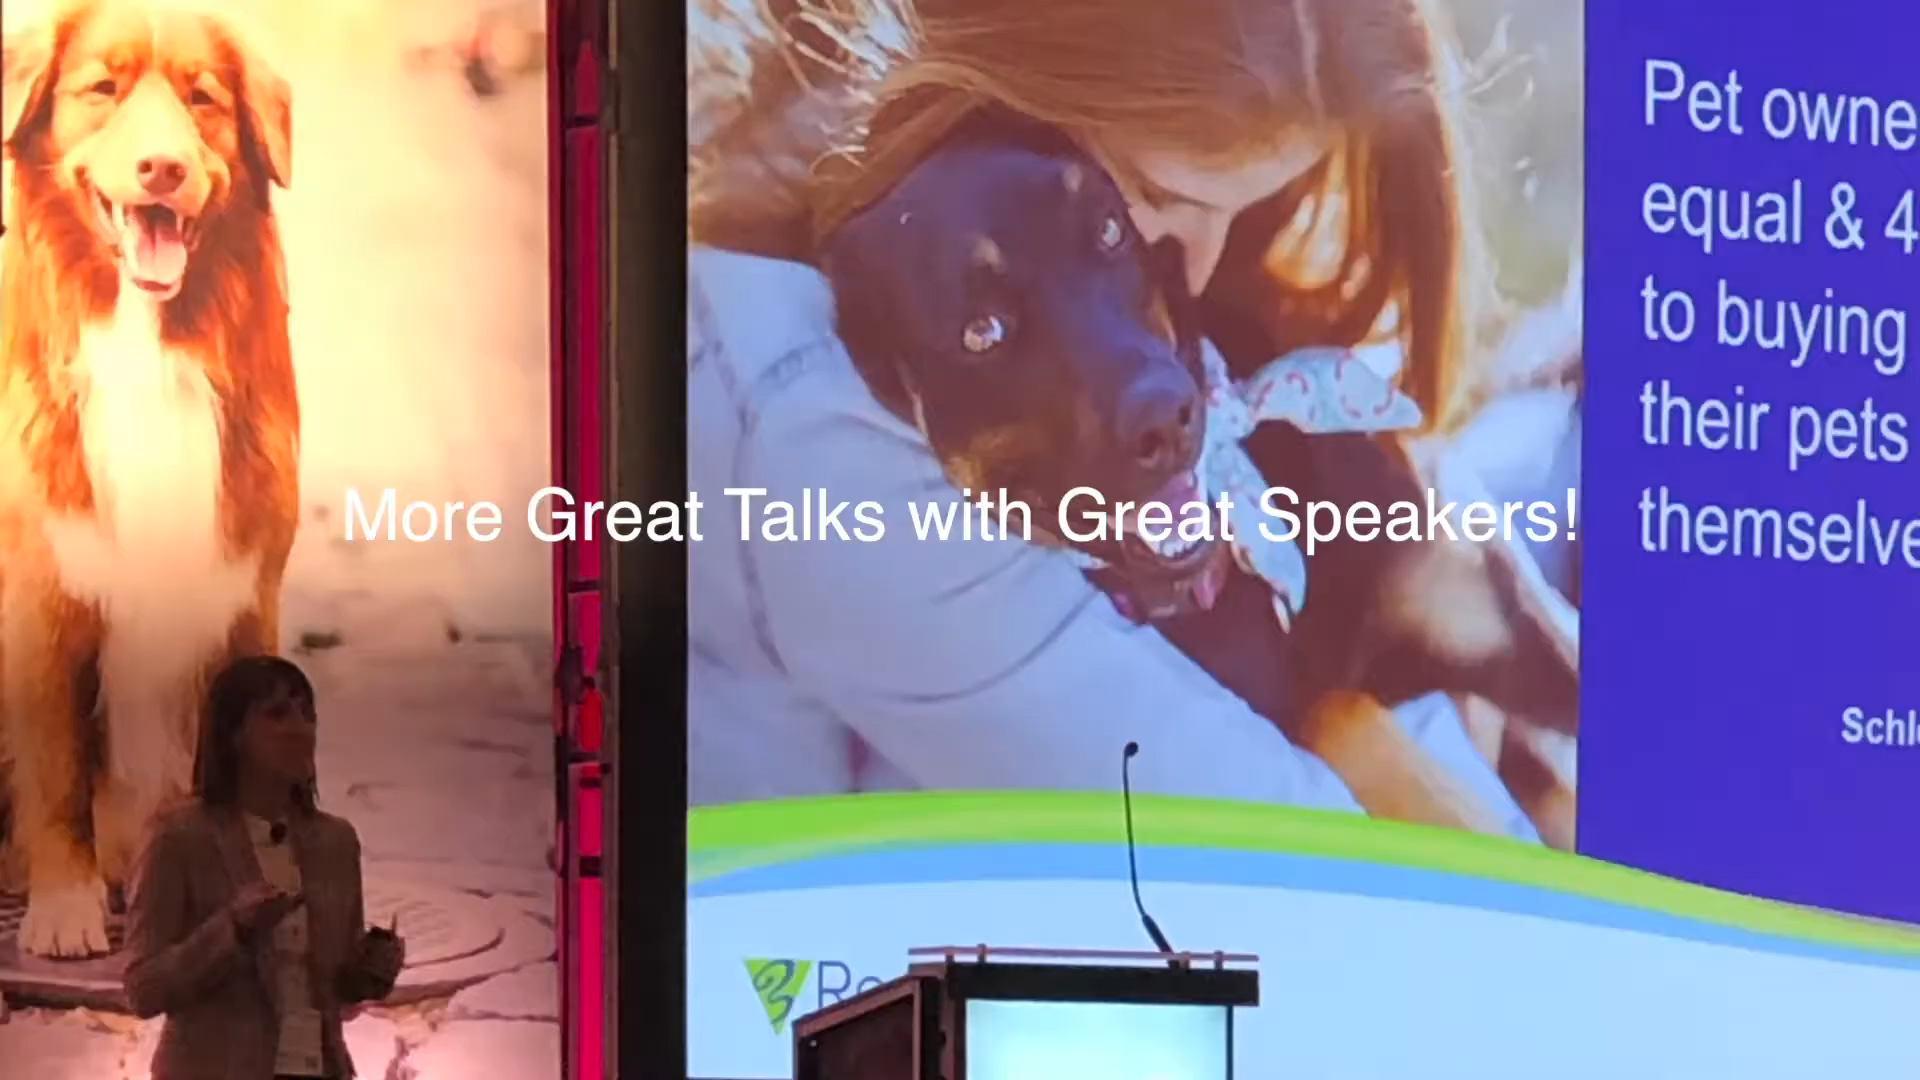 Pet owne
equal & 4
to buying
their pets
themselve
More Great Talks with Great Speakers!
Schl